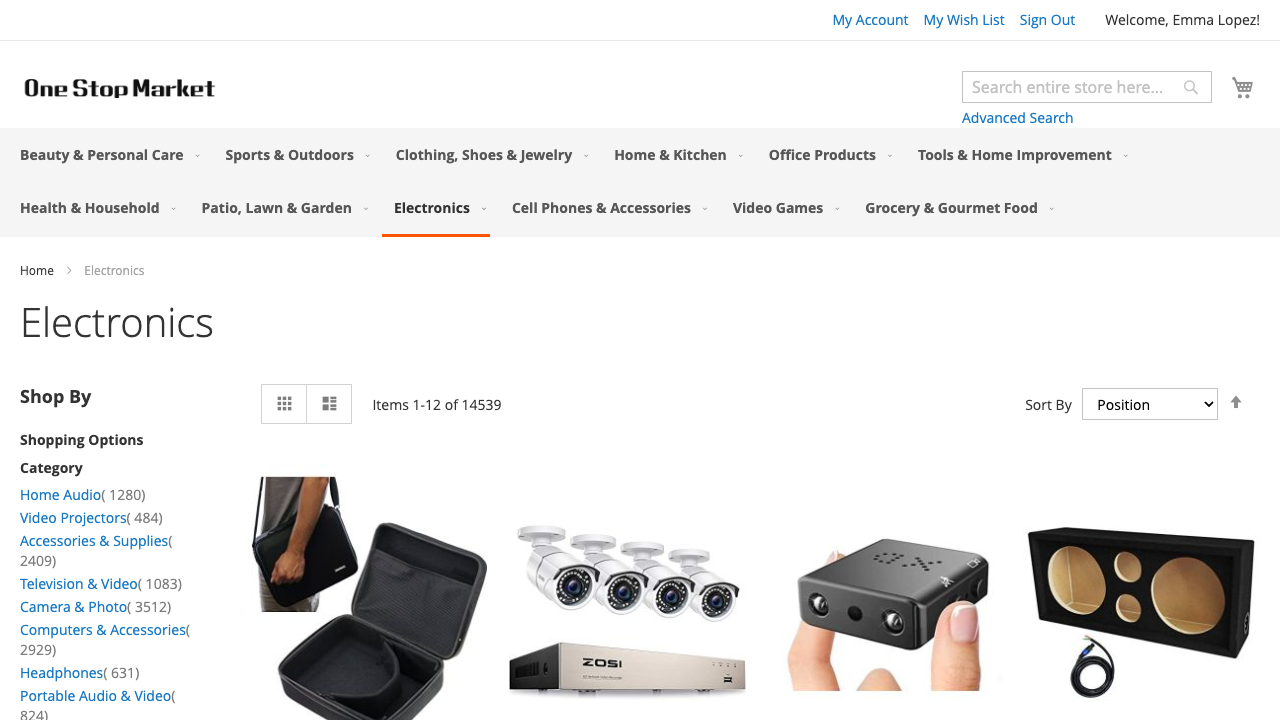 My Account My Wish List Sign Out Welcome, Emma Lopez!
One Stop Market
Search entire store here...
Advanced Search
Beauty & Personal Care Sports & Outdoors Clothing, Shoes & Jewelry Home & Kitchen Office Products Tools & Home Improvement
Health & Household Patio, Lawn & Garden Electronics Cell Phones & Accessories Video Games Grocery & Gourmet Food
Home Electronics
Electronics
Shop By
Items 1-12 of 14539
Sort By Position
Shopping Options
Category
Home Audio( 1280)
Video Projectors( 484)
Accessories & Supplies(
2409)
Television & Video( 1083)
Camera & Photo( 3512)
Computers & Accessories(
2929)
Headphones( 631)
Portable Audio & Video(
824)
ZOSI